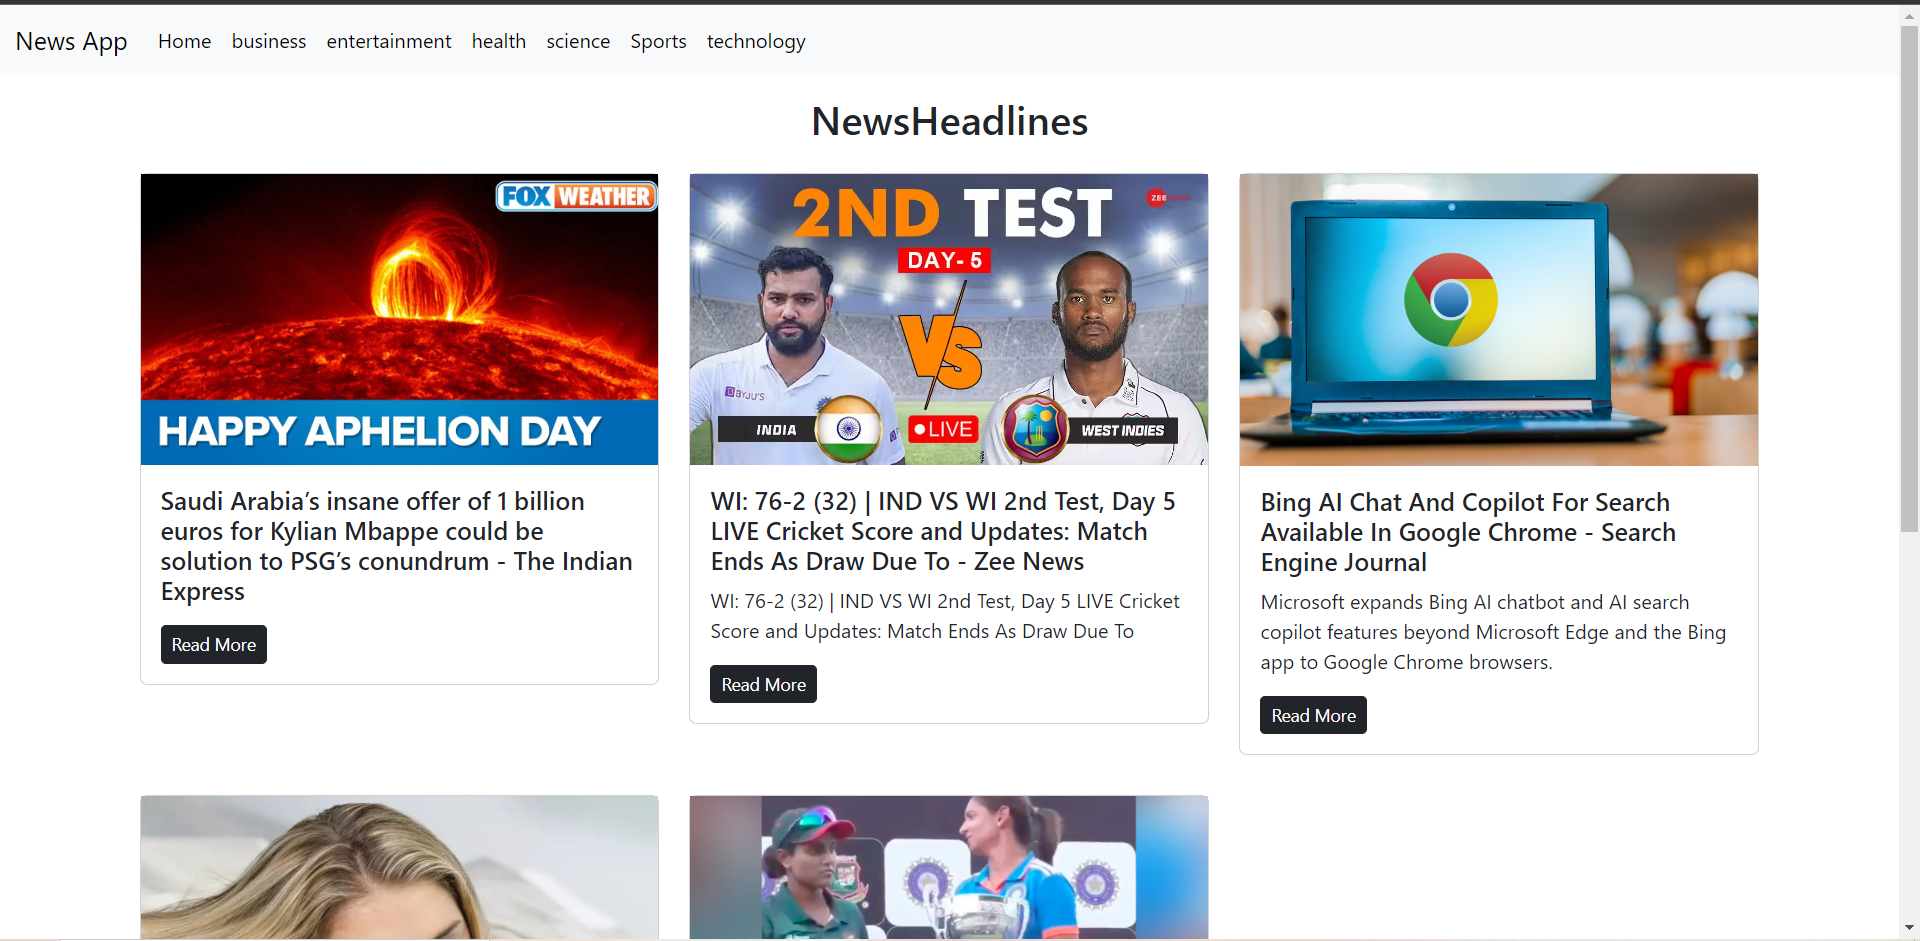 News App Home business entertainment health science Sports technology
NewsHeadlines
FOX WEATHER
HAPPY APHELION DAY
Saudi Arabia’s insane offer of 1 billion
euros for Kylian Mbappe could be
solution to PSG’s conundrum - The Indian
Express
Read More
2ND TEST
ZEE
DAY- 5
VS
BYJU'S
INDIA
LIVE
WEST INDIES
WI: 76-2 (32) | IND VS WI 2nd Test, Day 5
LIVE Cricket Score and Updates: Match
Ends As Draw Due To - Zee News
WI: 76-2 (32) | IND VS WI 2nd Test, Day 5 LIVE Cricket
Score and Updates: Match Ends As Draw Due To
Read More
Bing AI Chat And Copilot For Search
Available In Google Chrome - Search
Engine Journal
Microsoft expands Bing AI chatbot and AI search
copilot features beyond Microsoft Edge and the Bing
app to Google Chrome browsers.
Read More